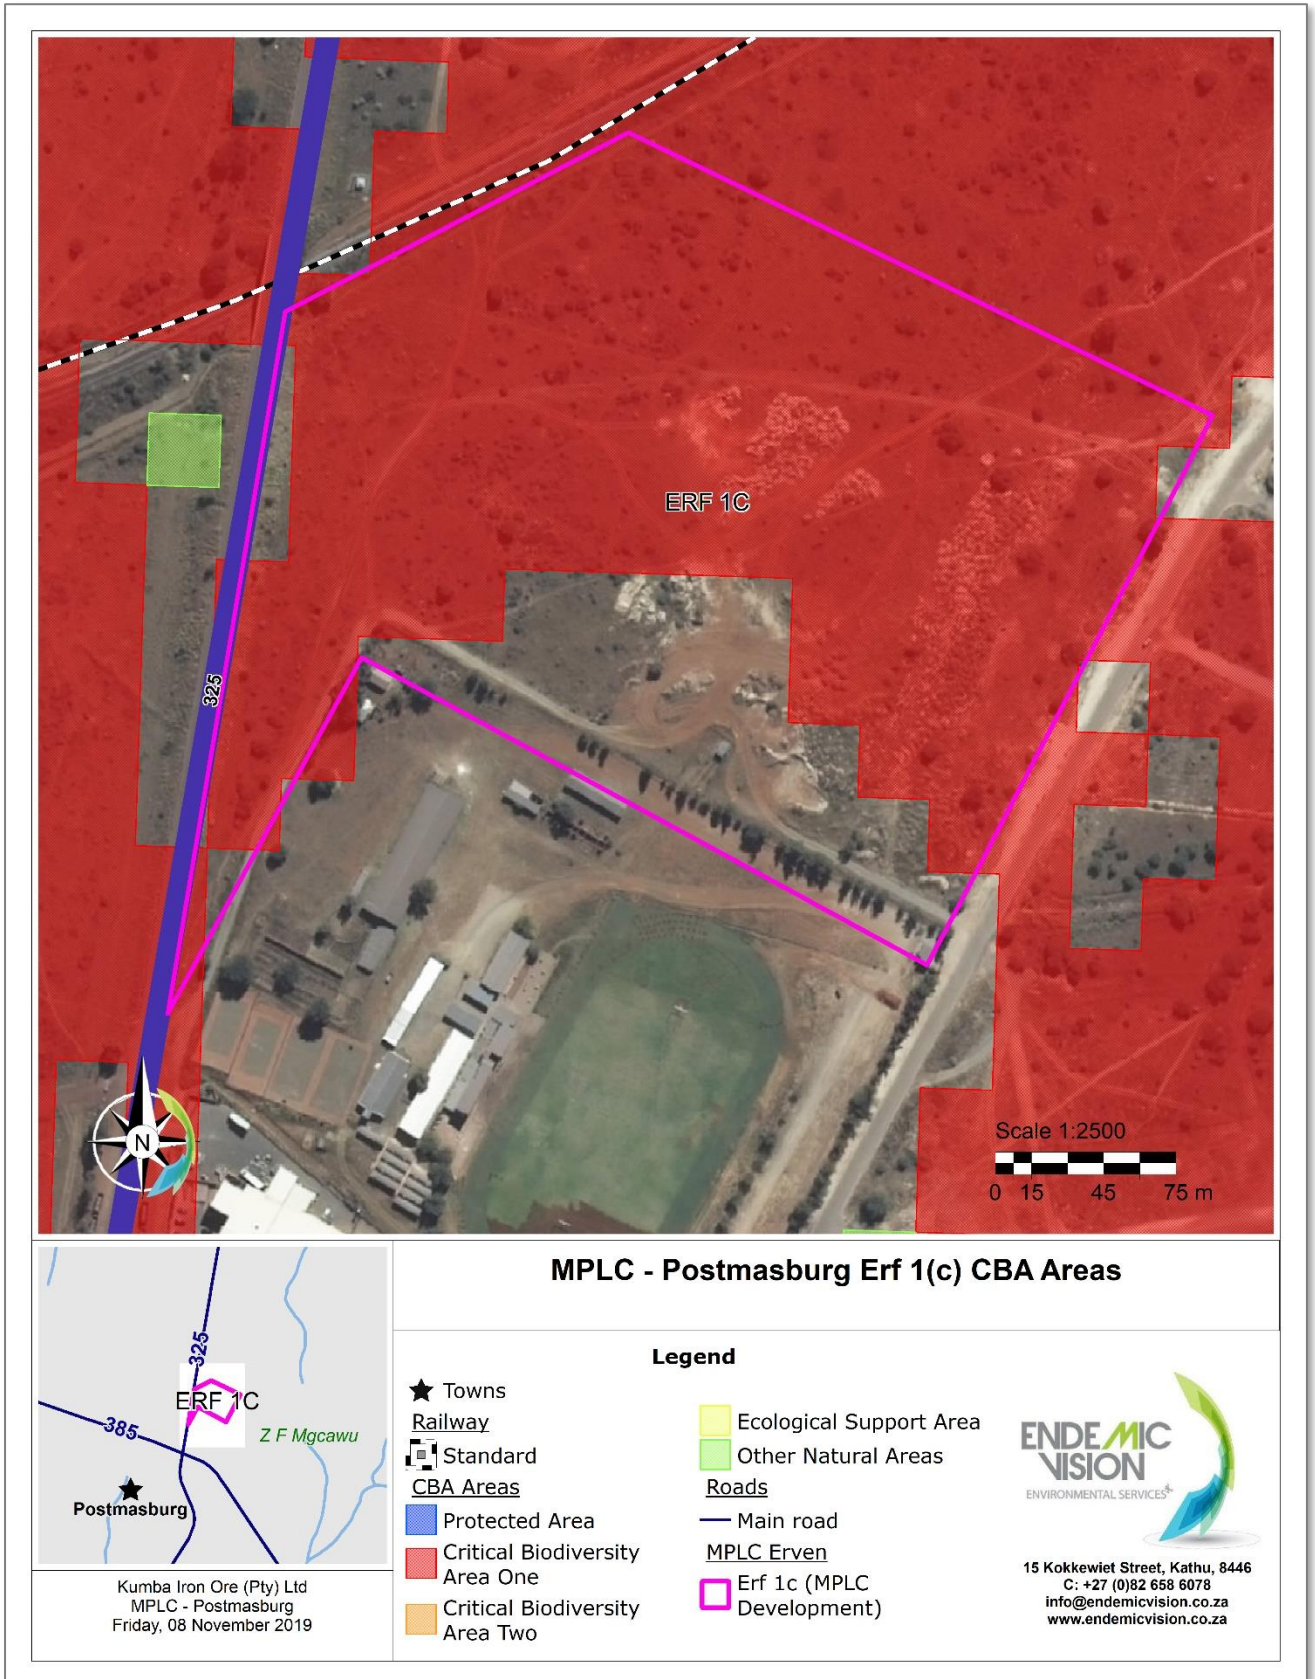 ERF 1C
325
N
Scale 1:2500
0 15 45 75 m
325
ERF 1C
385
Z F Mgcawu
Postmasburg
Kumba Iron Ore (Pty) Ltd
MPLC - Postmasburg
Friday, 08 November 2019
MPLC - Postmasburg Erf 1(c) CBA Areas
Legend
Towns
Railway
Standard
CBA Areas
Protected Area
Critical Biodiversity
Area One
Critical Biodiversity
Area Two
Ecological Support Area
Other Natural Areas
Roads
Main road
MPLC Erven
Erf 1c (MPLC
Development)
ENDEMIC
VISION
ENVIRONMENTAL SERVICES
15 Kokkewiet Street, Kathu, 8446
C: +27 (0)82 658 6078
info@endemicvision.co.za
www.endemicvision.co.za